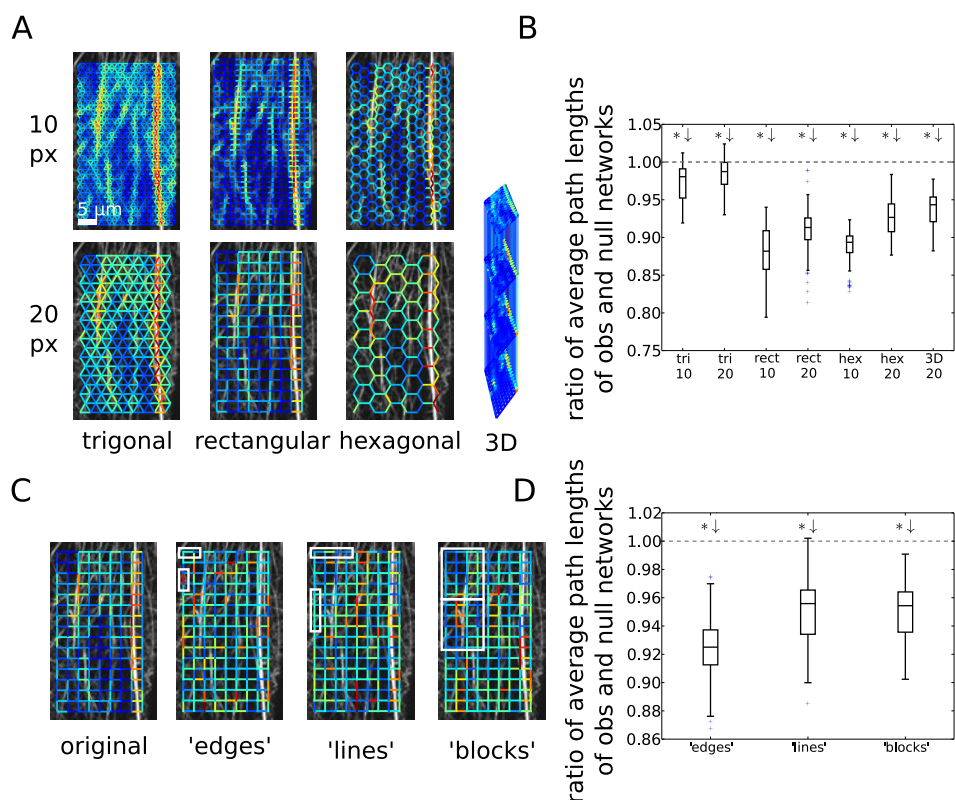 A
10
px
5 μm
20
px
trigonal
rectangular
hexagonal
3D
B
ratio of average path lengths
of obs and null networks
1.05
1.00
0.95
0.90
0.85
0.80
0.75
*↓ *↓ *↓ *↓ *↓ *↓ *↓
tri tri rect rect hex hex 3D
10 20 10 20 10 20 20
C
original
'edges'
'lines'
'blocks'
D
ratio of average path lengths
of obs and null networks
1.02
1.00
0.98
0.96
0.94
0.92
0.90
0.88
0.86
*↓ *↓ *↓
'edges' 'lines' 'blocks'